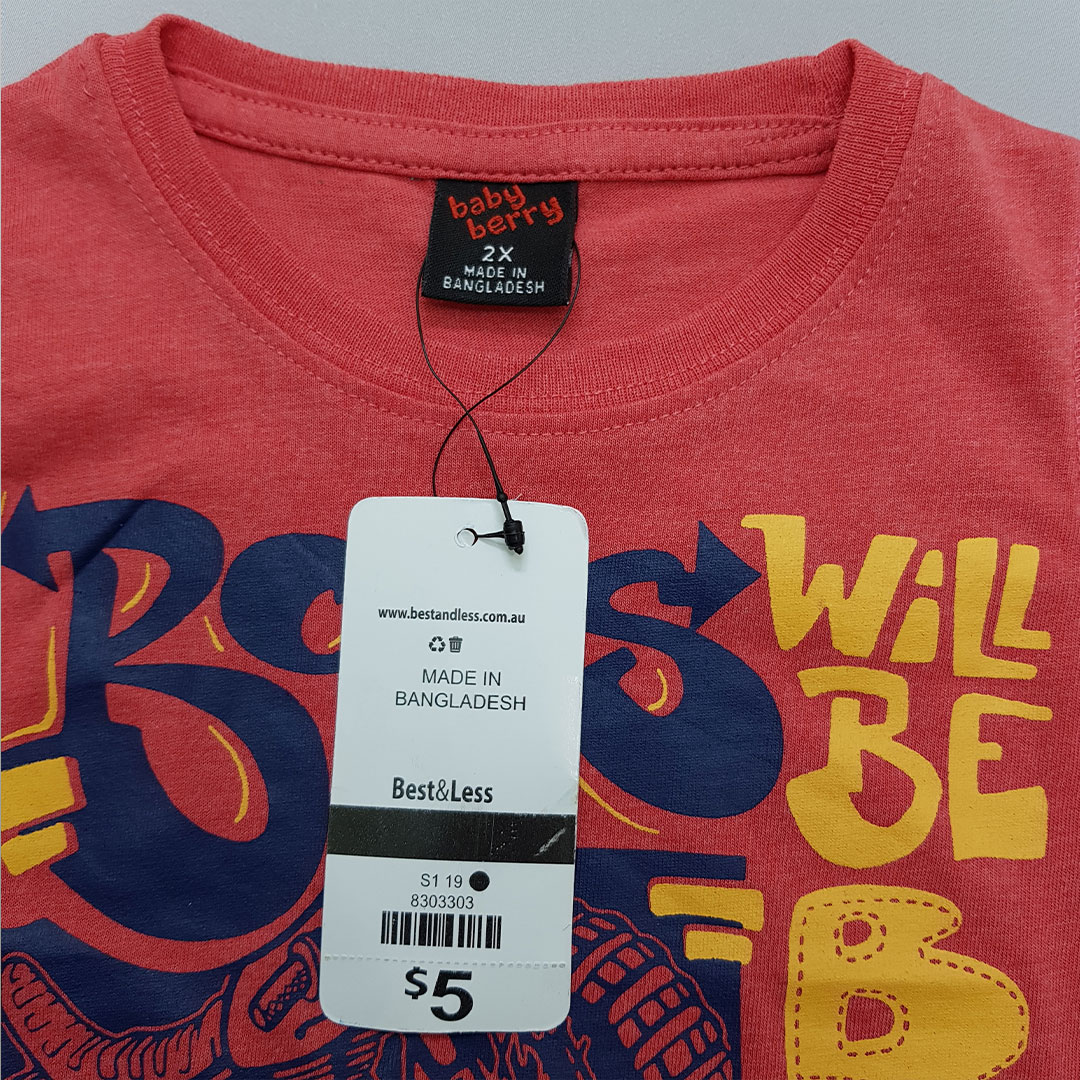 baby
berry
2X
MADE IN
BANGLADESH
www.bestandless.com.au
MADE IN
BANGLADESH
Best&Less
S1 19
8303303
$5
WiLL
BE
B